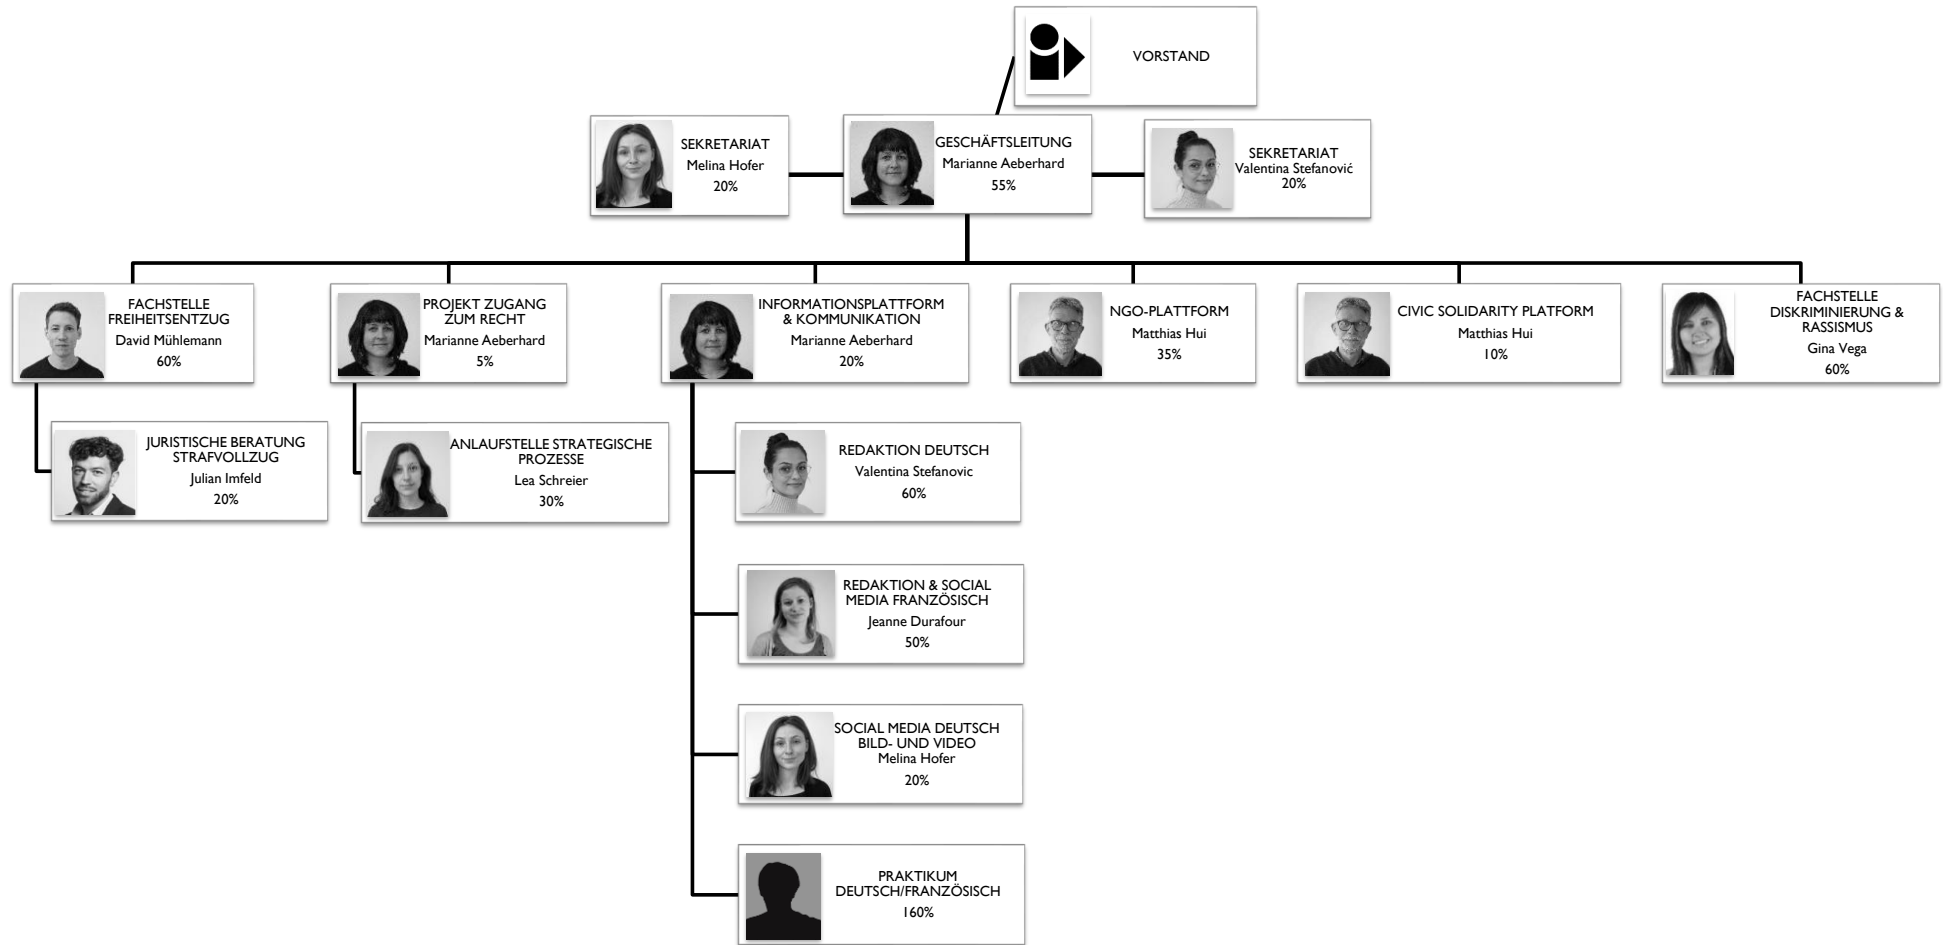 VORSTAND
SEKRETARIAT
Melina Hofer
20%
GESCHÄFTSLEITUNG
Marianne Aeberhard
55%
SEKRETARIAT
Valentina Stefanović
20%
FACHSTELLE
FREIHEITSENTZUG
David Mühlemann
60%
PROJEKT ZUGANG
ZUM RECHT
Marianne Aeberhard
5%
INFORMATIONSPLATTFORM
& KOMMUNIKATION
Marianne Aeberhard
20%
NGO-PLATTFORM
Matthias Hui
35%
CIVIC SOLIDARITY PLATFORM
Matthias Hui
10%
FACHSTELLE
DISKRIMINIERUNG &
RASSISMUS
Gina Vega
60%
JURISTISCHE BERATUNG
STRAFVOLLZUG
Julian Imfeld
20%
ANLAUFSTELLE STRATEGISCHE
PROZESSE
Lea Schreier
30%
REDAKTION DEUTSCH
Valentina Stefanovic
60%
REDAKTION & SOCIAL
MEDIA FRANZÖSISCH
Jeanne Durafour
50%
SOCIAL MEDIA DEUTSCH
BILD- UND VIDEO
Melina Hofer
20%
PRAKTIKUM
DEUTSCH/FRANZÖSISCH
160%